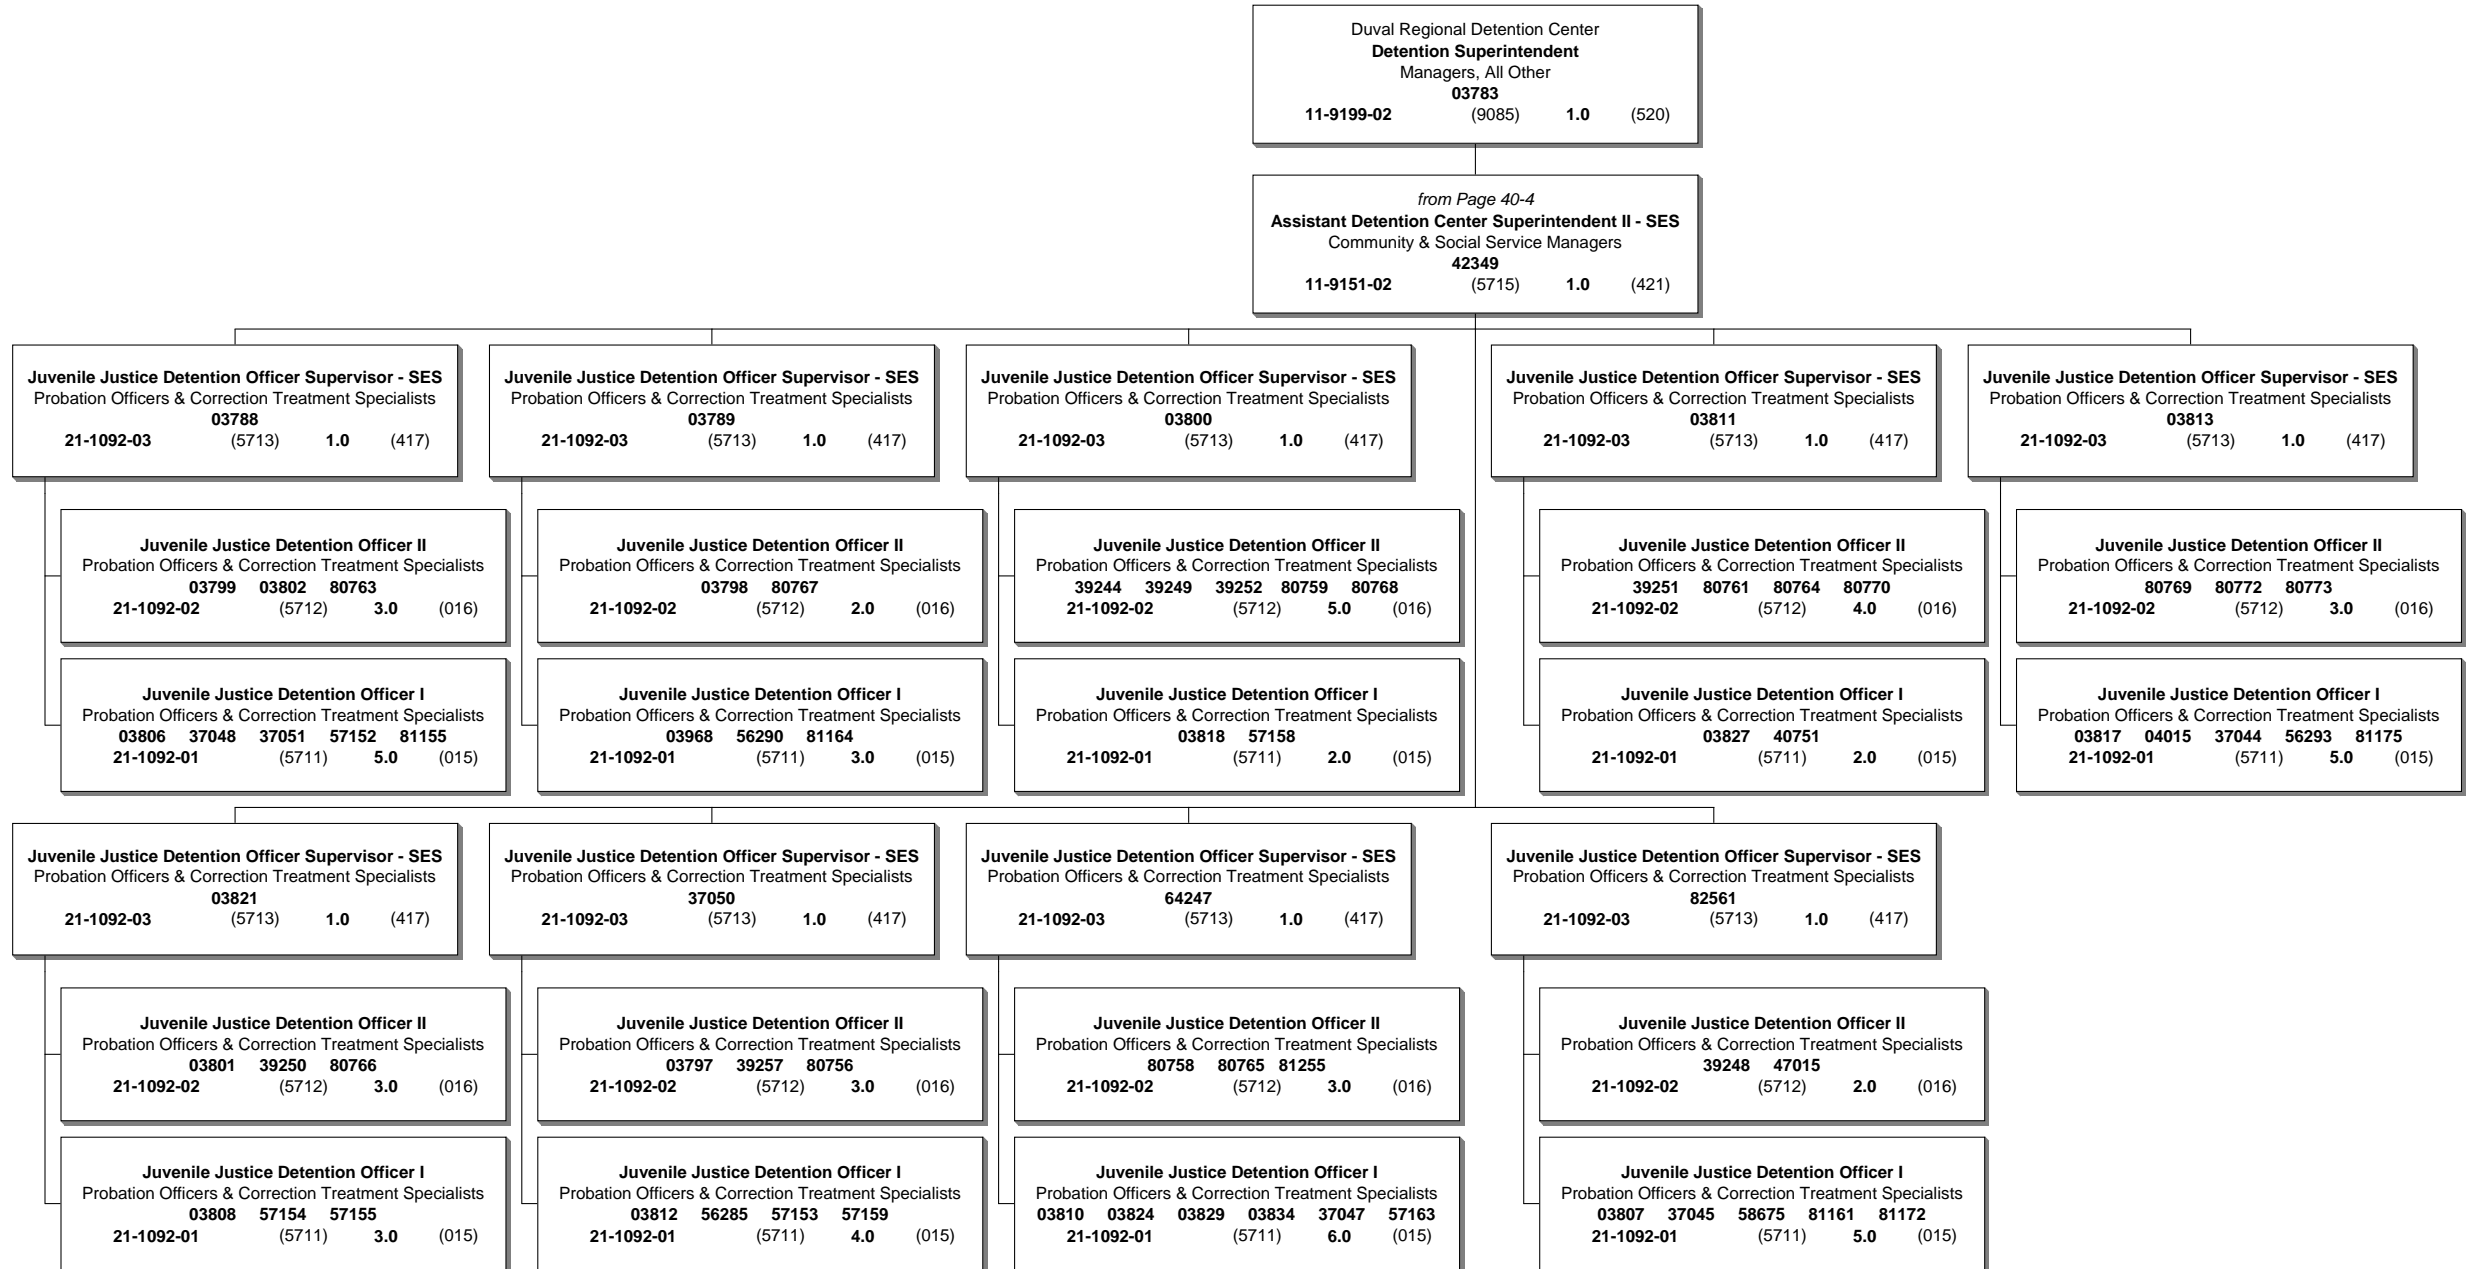 Duval Regional Detention Center
Detention Superintendent
Managers, All Other
03783
11-9199-02 (9085) 1.0 (520)
from Page 40-4
Assistant Detention Center Superintendent II - SES
Community & Social Service Managers
42349
11-9151-02 (5715) 1.0 (421)
Juvenile Justice Detention Officer Supervisor - SES
Probation Officers & Correction Treatment Specialists
03788
21-1092-03 (5713) 1.0 (417)
Juvenile Justice Detention Officer II
Probation Officers & Correction Treatment Specialists
03799 03802 80763
21-1092-02 (5712) 3.0 (016)
Juvenile Justice Detention Officer I
Probation Officers & Correction Treatment Specialists
03806 37048 37051 57152 81155
21-1092-01 (5711) 5.0 (015)
Juvenile Justice Detention Officer Supervisor - SES
Probation Officers & Correction Treatment Specialists
03789
21-1092-03 (5713) 1.0 (417)
Juvenile Justice Detention Officer II
Probation Officers & Correction Treatment Specialists
03798 80767
21-1092-02 (5712) 2.0 (016)
Juvenile Justice Detention Officer I
Probation Officers & Correction Treatment Specialists
03968 56290 81164
21-1092-01 (5711) 3.0 (015)
Juvenile Justice Detention Officer Supervisor - SES
Probation Officers & Correction Treatment Specialists
03800
21-1092-03 (5713) 1.0 (417)
Juvenile Justice Detention Officer II
Probation Officers & Correction Treatment Specialists
39244 39249 39252 80759 80768
21-1092-02 (5712) 5.0 (016)
Juvenile Justice Detention Officer I
Probation Officers & Correction Treatment Specialists
03818 57158
21-1092-01 (5711) 2.0 (015)
Juvenile Justice Detention Officer Supervisor - SES
Probation Officers & Correction Treatment Specialists
03811
21-1092-03 (5713) 1.0 (417)
Juvenile Justice Detention Officer II
Probation Officers & Correction Treatment Specialists
39251 80761 80764 80770
21-1092-02 (5712) 4.0 (016)
Juvenile Justice Detention Officer I
Probation Officers & Correction Treatment Specialists
03827 40751
21-1092-01 (5711) 2.0 (015)
Juvenile Justice Detention Officer Supervisor - SES
Probation Officers & Correction Treatment Specialists
03813
21-1092-03 (5713) 1.0 (417)
Juvenile Justice Detention Officer II
Probation Officers & Correction Treatment Specialists
80769 80772 80773
21-1092-02 (5712) 3.0 (016)
Juvenile Justice Detention Officer I
Probation Officers & Correction Treatment Specialists
03817 04015 37044 56293 81175
21-1092-01 (5711) 5.0 (015)
Juvenile Justice Detention Officer Supervisor - SES
Probation Officers & Correction Treatment Specialists
03821
21-1092-03 (5713) 1.0 (417)
Juvenile Justice Detention Officer II
Probation Officers & Correction Treatment Specialists
03801 39250 80766
21-1092-02 (5712) 3.0 (016)
Juvenile Justice Detention Officer I
Probation Officers & Correction Treatment Specialists
03808 57154 57155
21-1092-01 (5711) 3.0 (015)
Juvenile Justice Detention Officer Supervisor - SES
Probation Officers & Correction Treatment Specialists
37050
21-1092-03 (5713) 1.0 (417)
Juvenile Justice Detention Officer II
Probation Officers & Correction Treatment Specialists
03797 39257 80756
21-1092-02 (5712) 3.0 (016)
Juvenile Justice Detention Officer I
Probation Officers & Correction Treatment Specialists
03812 56285 57153 57159
21-1092-01 (5711) 4.0 (015)
Juvenile Justice Detention Officer Supervisor - SES
Probation Officers & Correction Treatment Specialists
64247
21-1092-03 (5713) 1.0 (417)
Juvenile Justice Detention Officer II
Probation Officers & Correction Treatment Specialists
80758 80765 81255
21-1092-02 (5712) 3.0 (016)
Juvenile Justice Detention Officer I
Probation Officers & Correction Treatment Specialists
03810 03824 03829 03834 37047 57163
21-1092-01 (5711) 6.0 (015)
Juvenile Justice Detention Officer Supervisor - SES
Probation Officers & Correction Treatment Specialists
82561
21-1092-03 (5713) 1.0 (417)
Juvenile Justice Detention Officer II
Probation Officers & Correction Treatment Specialists
39248 47015
21-1092-02 (5712) 2.0 (016)
Juvenile Justice Detention Officer I
Probation Officers & Correction Treatment Specialists
03807 37045 58675 81161 81172
21-1092-01 (5711) 5.0 (015)